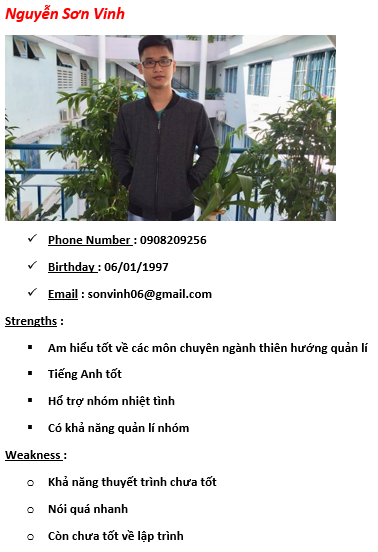 Nguyễn Sơn Vinh
Phone Number : 0908209256
Birthday : 06/01/1997
Email : sonvinh06@gmail.com
Strengths :
Am hiểu tốt về các môn chuyên ngành thiên hướng quản lí
Tiếng Anh tốt
Hổ trợ nhóm nhiệt tình
Có khả năng quản lí nhóm
Weakness :
Khả năng thuyết trình chưa tốt
Nói quá nhanh
Còn chưa tốt về lập trình